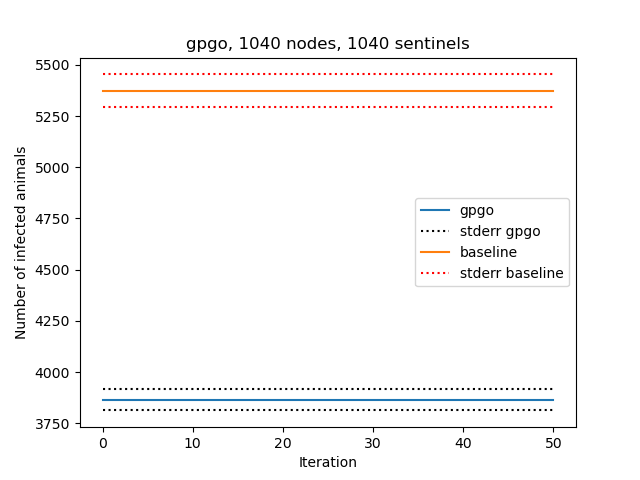 gpgo, 1040 nodes, 1040 sentinels
5500
5250
5000
4750
4500
4250
4000
3750
Number of infected animals
gpgo
stderr gpgo
baseline
stderr baseline
0 10 20 30 40 50
Iteration